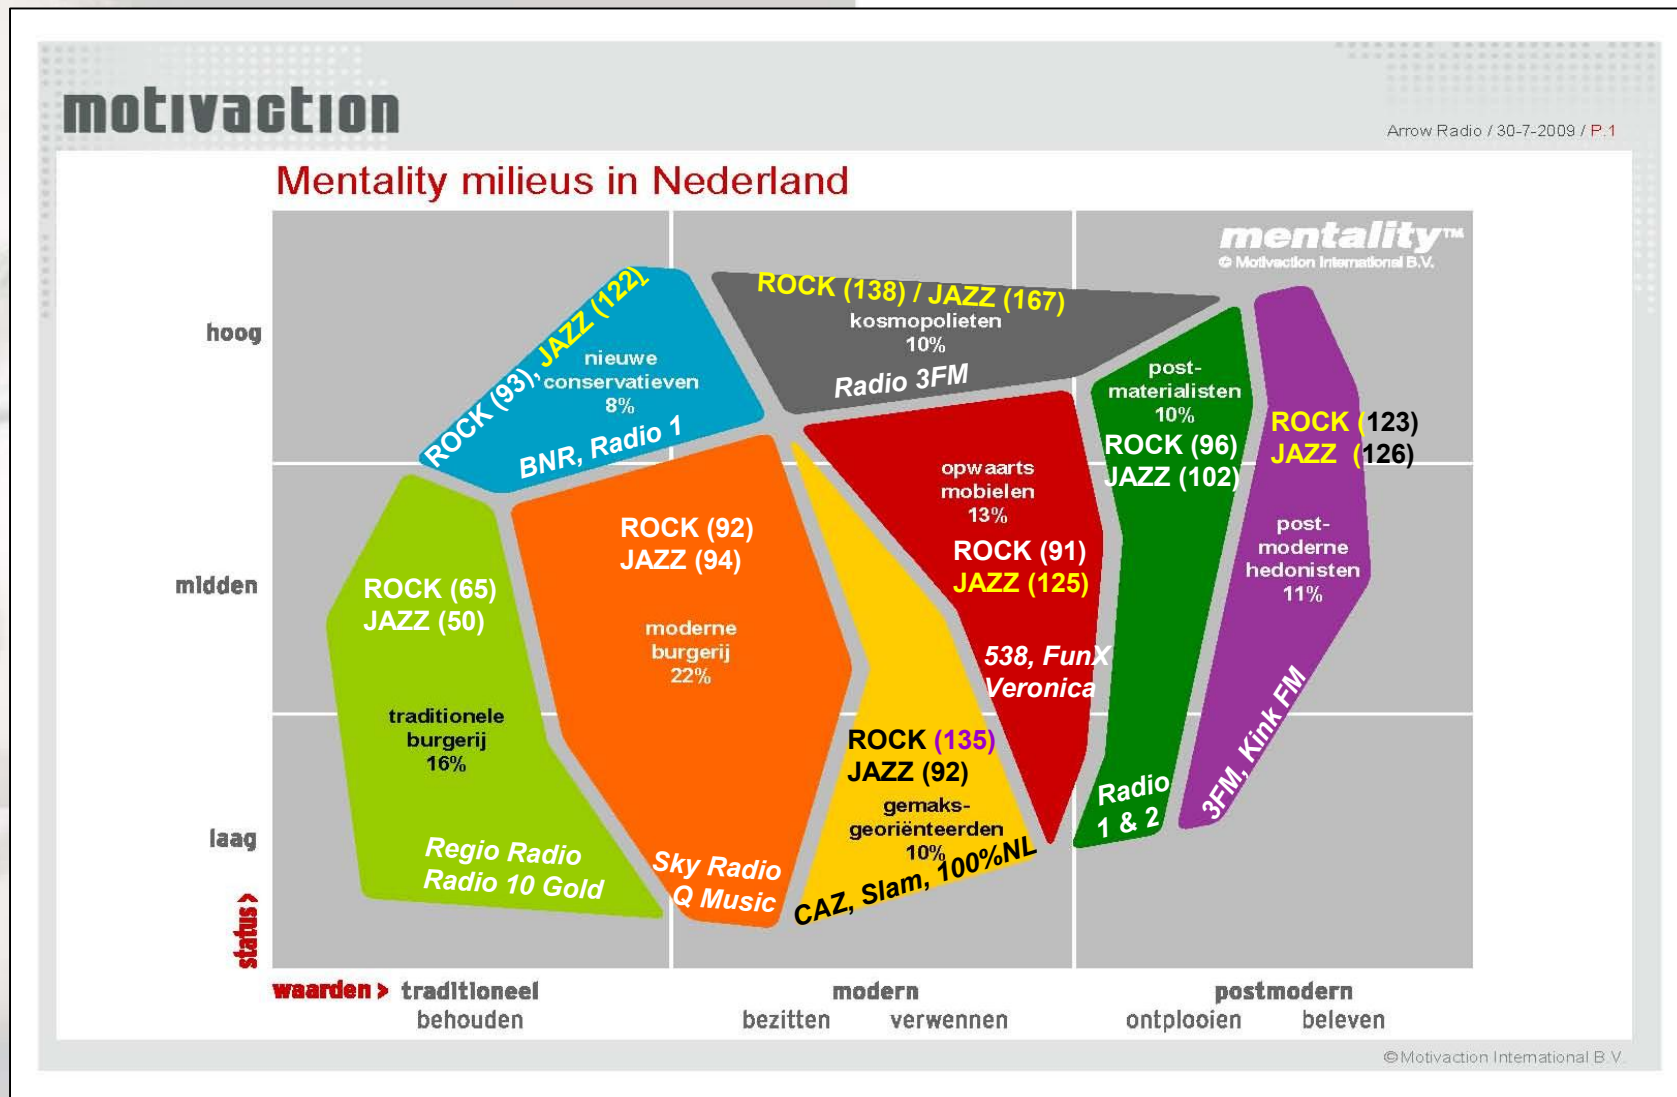 motivaction
Arrow Radio / 30-7-2009 / P.1
Mentality milieus in Nederland
mentality™
© Motivaction International B.V.
hoog
midden
laag
status >
ROCK (93), JAZZ (122)
nieuwe
conservatieven
8%
BNR, Radio 1
ROCK (138) / JAZZ (167)
kosmopolieten
10%
Radio 3FM
post-
materialisten
10%
ROCK (96)
JAZZ (102)
Radio
1 & 2
ROCK (123)
JAZZ (126)
post-
moderne
hedonisten
11%
3FM, Kink FM
opwaarts
mobielen
13%
ROCK (91)
JAZZ (125)
538, FunX
Veronica
ROCK (92)
JAZZ (94)
moderne
burgerij
22%
Sky Radio
Q Music
ROCK (65)
JAZZ (50)
traditionele
burgerij
16%
Regio Radio
Radio 10 Gold
ROCK (135)
JAZZ (92)
gemaks-
georiënteerden
10%
CAZ, Slam, 100%NL
waarden > traditioneel modern postmodern
behouden bezitten verwennen ontplooien beleven
©Motivaction International B.V.